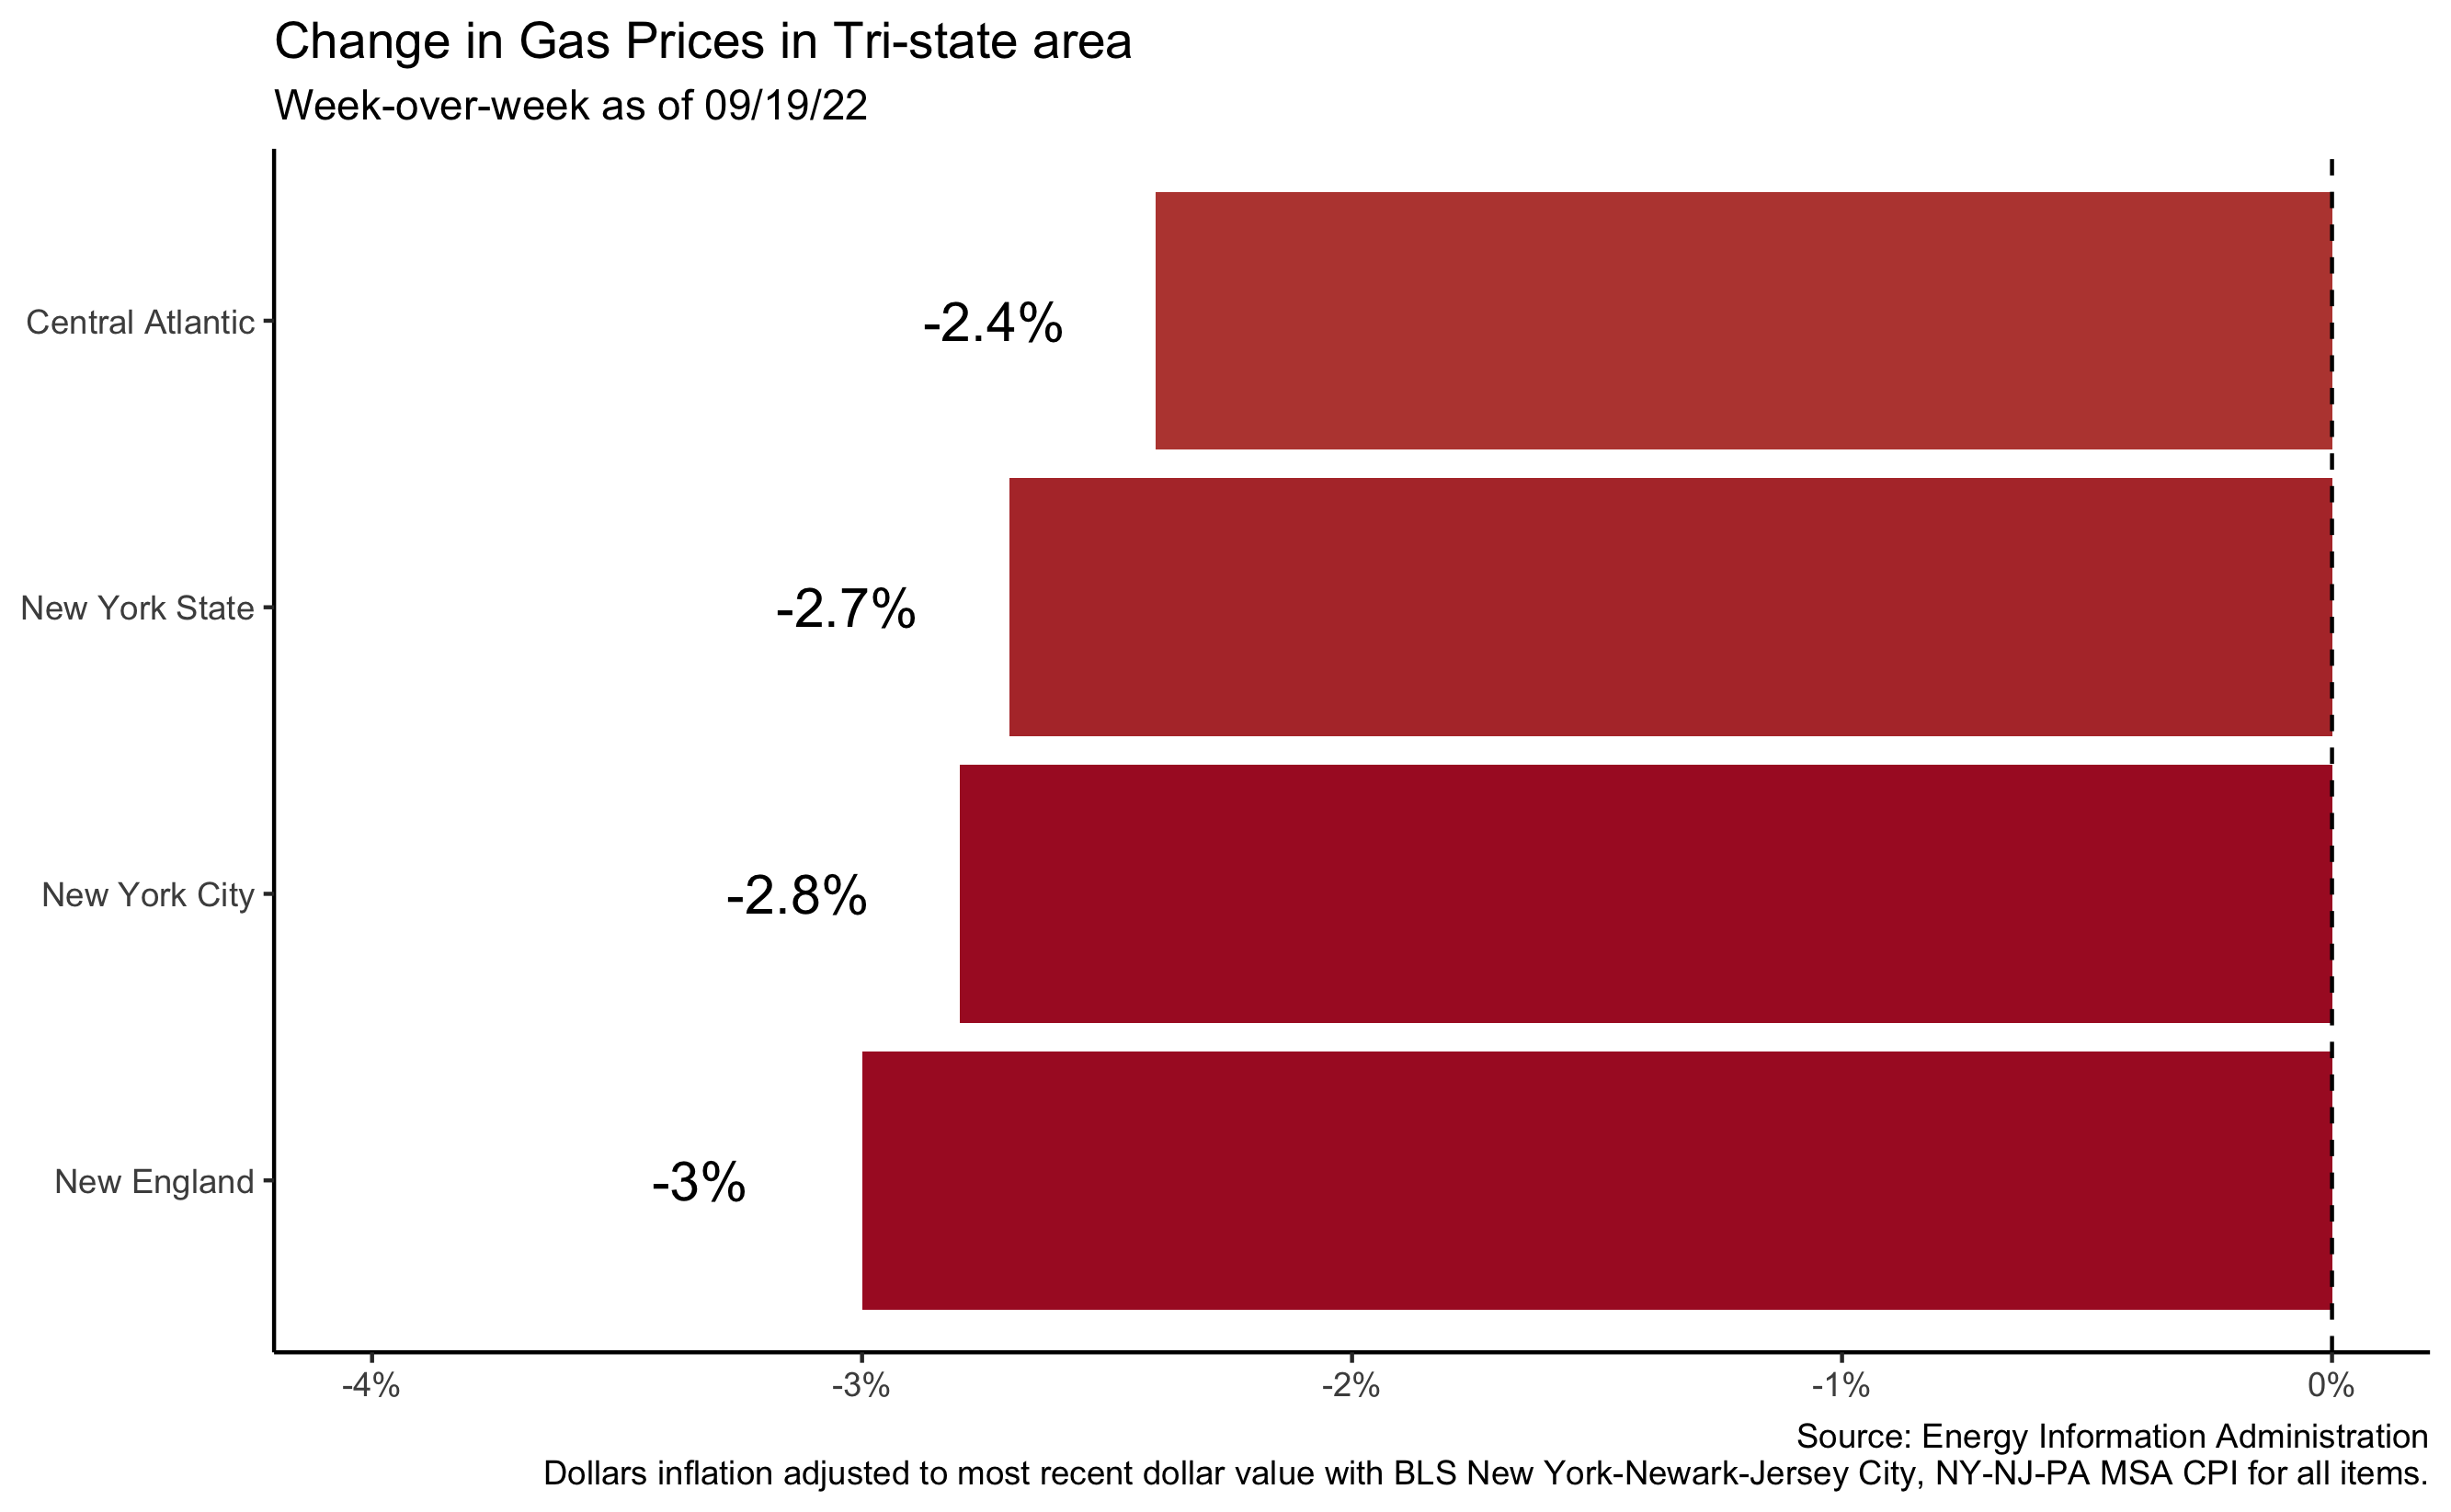 Change in Gas Prices in Tri-state area
Week-over-week as of 09/19/22
Central Atlantic
-2.4%
New York State
-2.7%
New York City
-2.8%
New England
-3%
-4%
-3%
-2%
-1%
0%
Source: Energy Information Administration
Dollars inflation adjusted to most recent dollar value with BLS New York-Newark-Jersey City, NY-NJ-PA MSA CPI for all items.